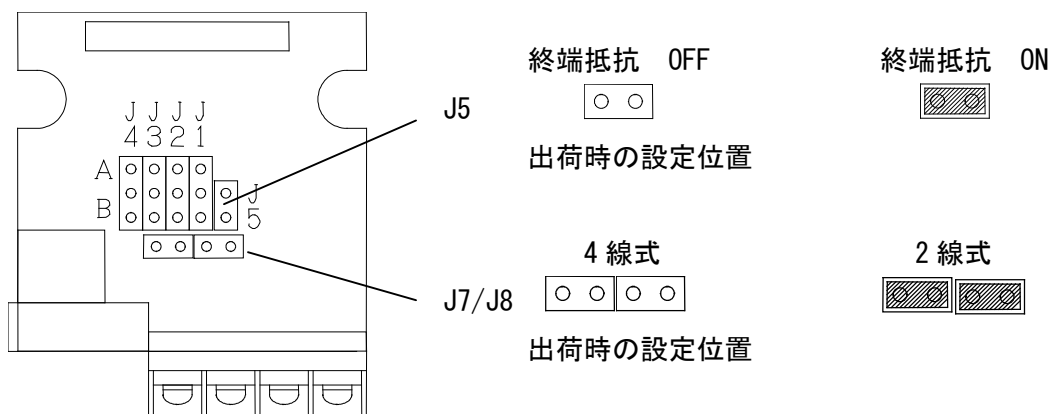 終端抵抗　OFF
終端抵抗　ON
J5
出荷時の設定位置
J J J J
4 3 2 1
A
B
J
5
4 線式
2 線式
J7/J8
出荷時の設定位置